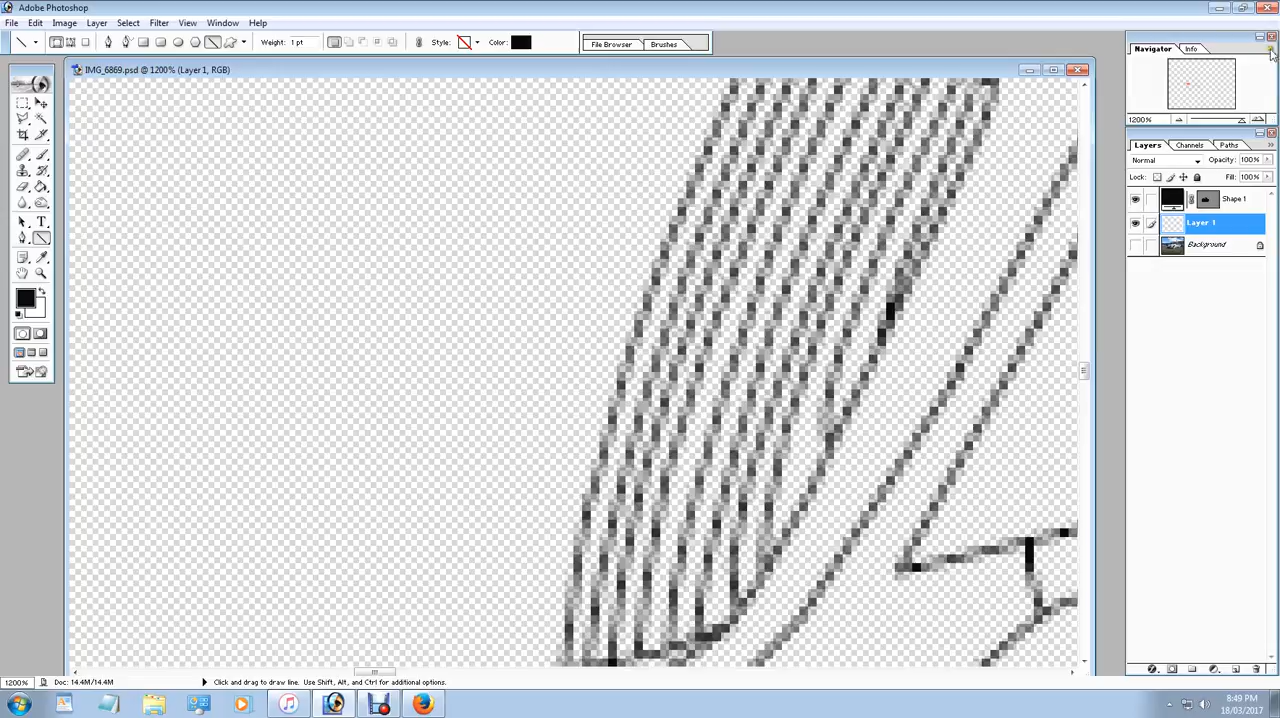 Adobe Photoshop
File Edit Image Layer Select Filter View Window Help
Weight: 1 pt Style: Color: File Browser Brushes
IMG_6869.psd @ 1200% (Layer 1, RGB)
Navigator Info
1200%
Layers Channels Paths
Normal Opacity: 100%
Lock: Fill: 100%
Shape 1
Layer 1
Background
1200% Doc: 14.4M/14.4M Click and drag to draw line. Use Shift, Alt, and Ctrl for additional options.
8:49 PM
18/03/2017